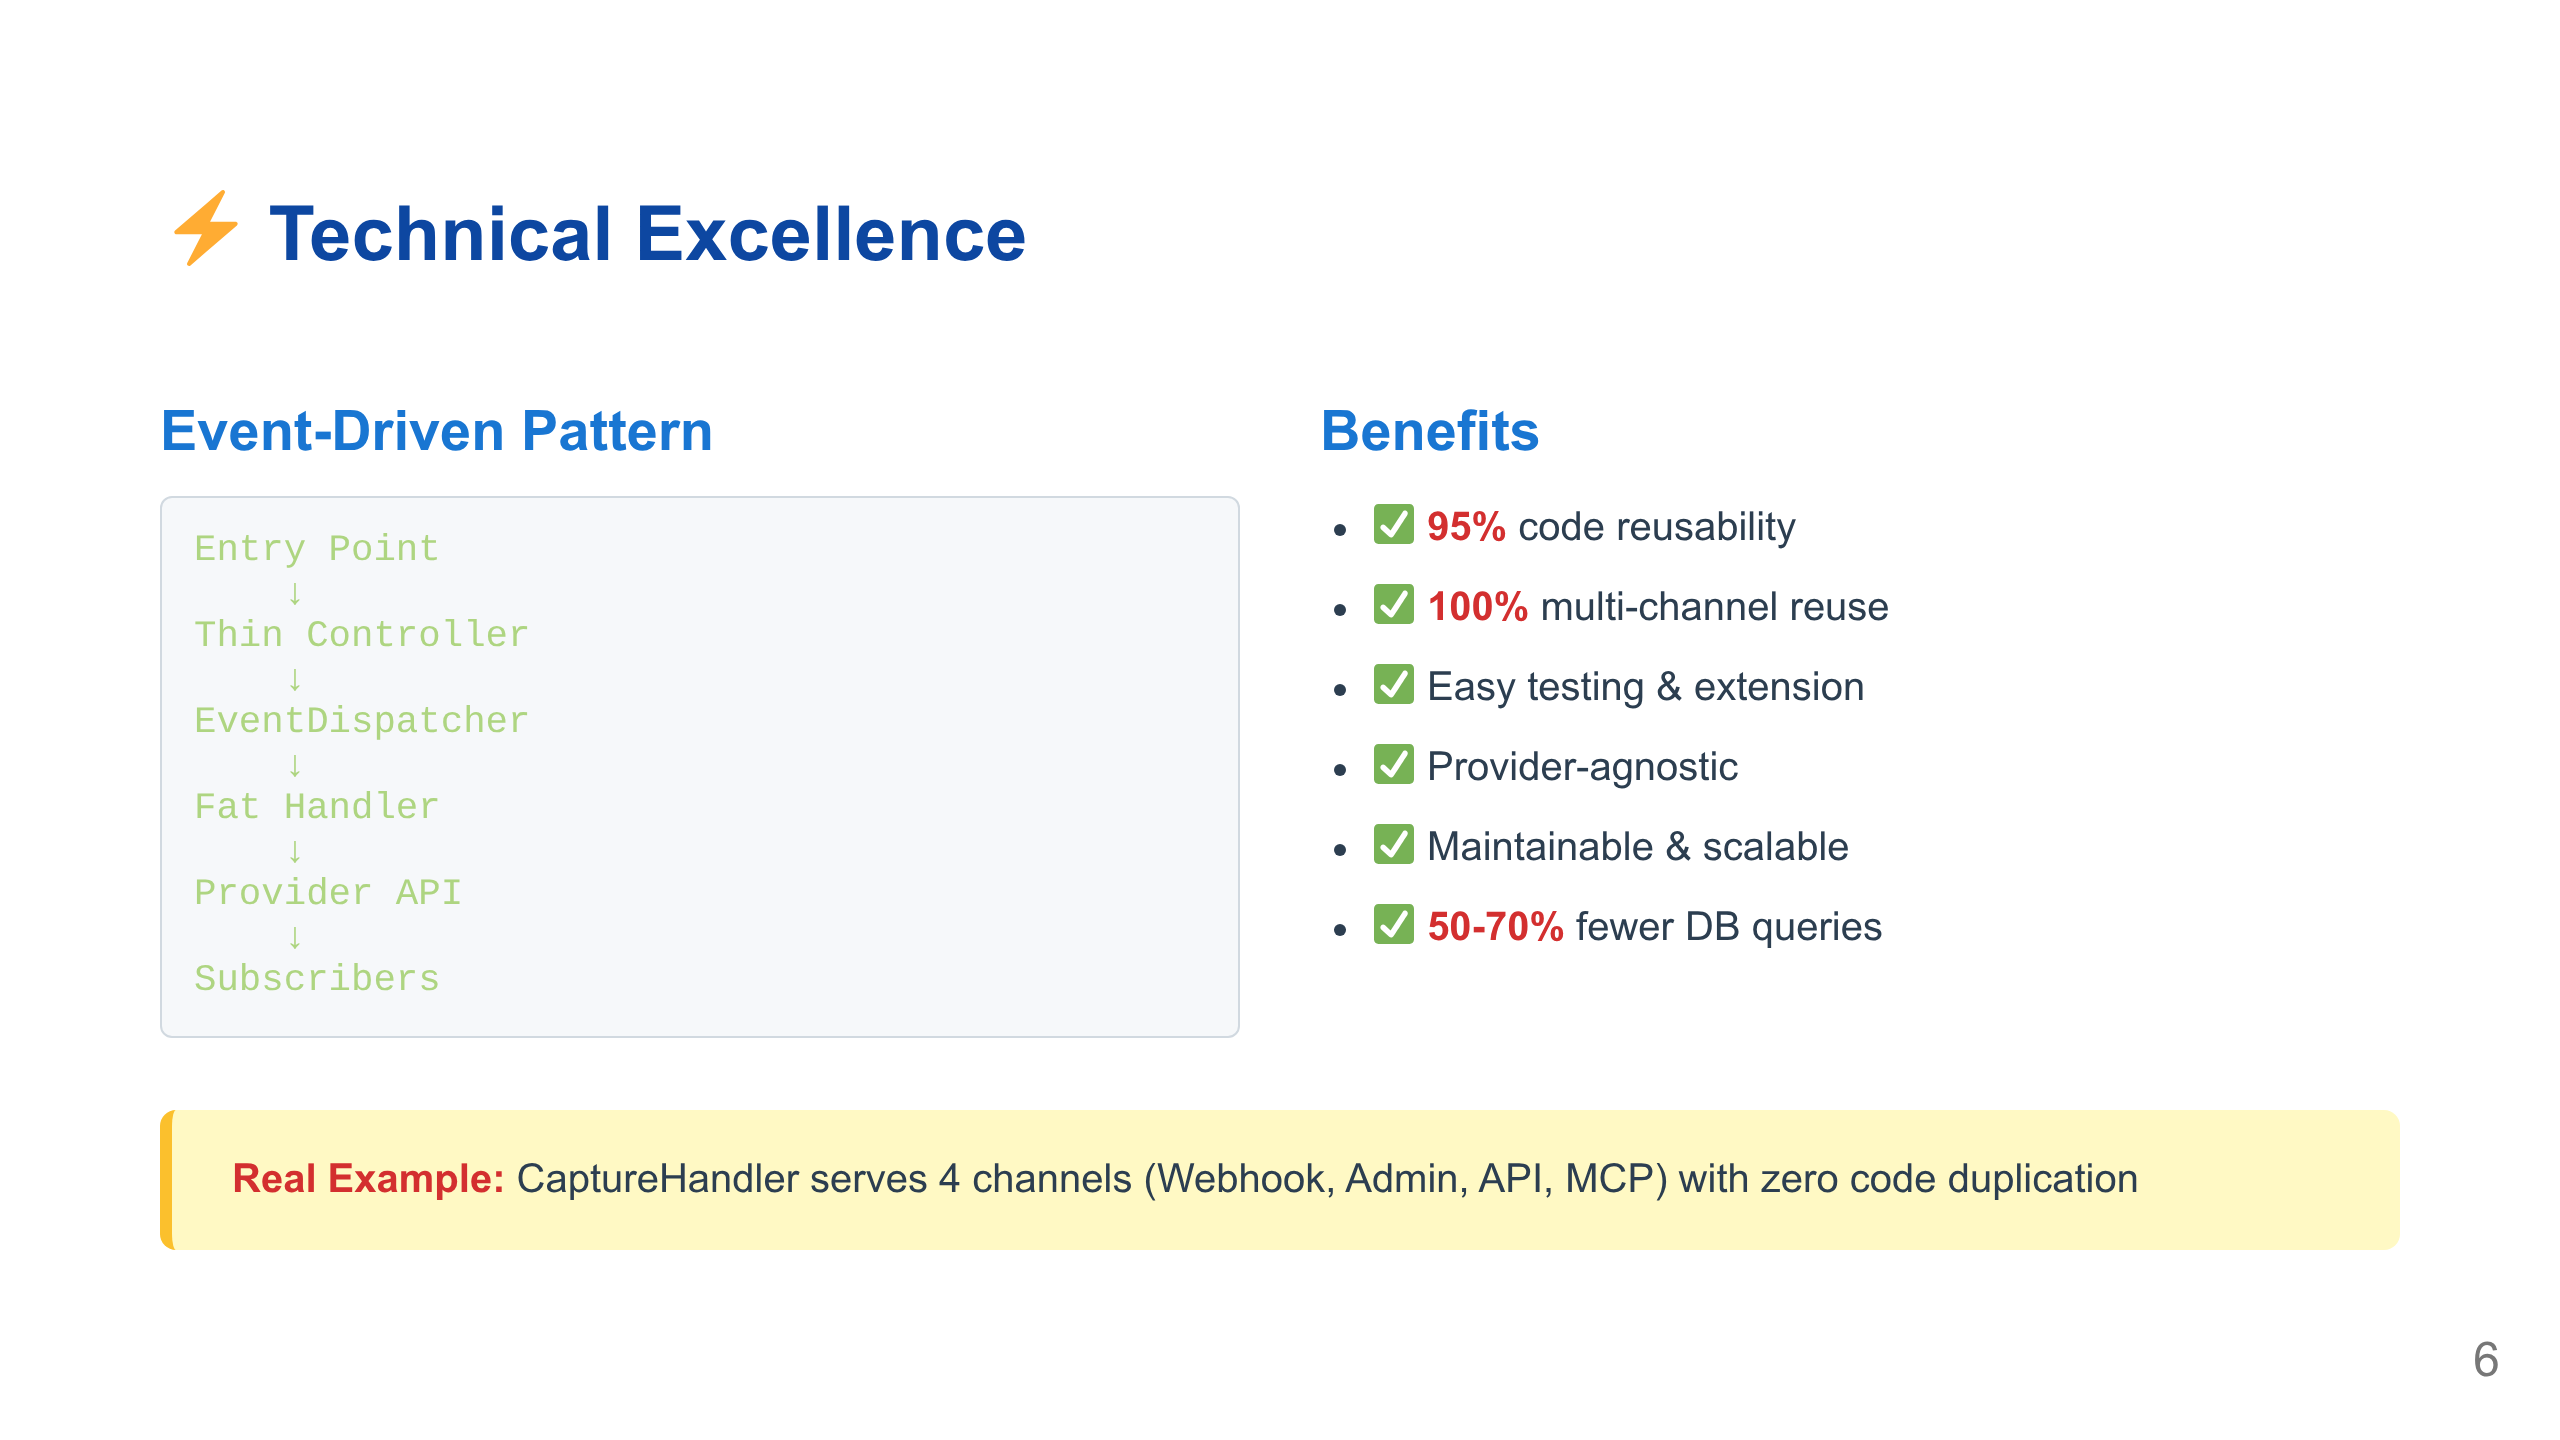 ⚡ Technical Excellence
Event-Driven Pattern
Entry Point
↓
Thin Controller
↓
EventDispatcher
↓
Fat Handler
↓
Provider API
↓
Subscribers
Benefits
• ✅ 95% code reusability
• ✅ 100% multi-channel reuse
• ✅ Easy testing & extension
• ✅ Provider-agnostic
• ✅ Maintainable & scalable
• ✅ 50-70% fewer DB queries
Real Example: CaptureHandler serves 4 channels (Webhook, Admin, API, MCP) with zero code duplication
6